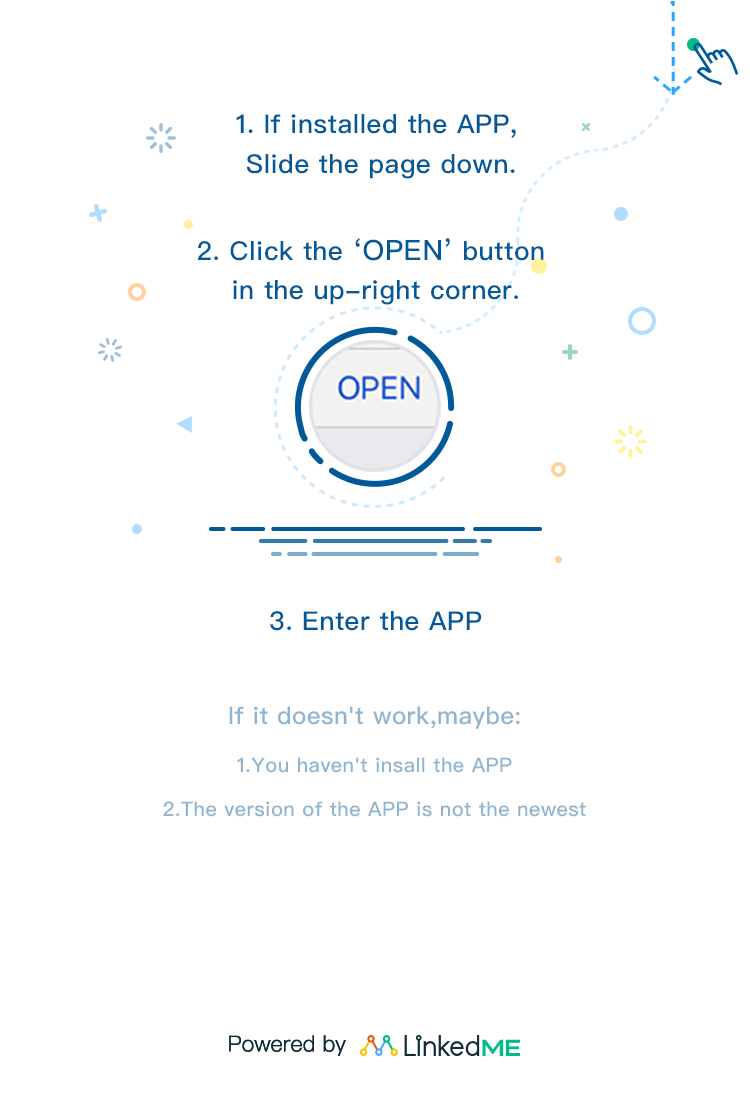 1. If installed the APP,
Slide the page down.
2. Click the ‘OPEN’ button
in the up-right corner.
OPEN
3. Enter the APP
If it doesn't work,maybe:
1.You haven't insall the APP
2.The version of the APP is not the newest
Powered by LinkedME